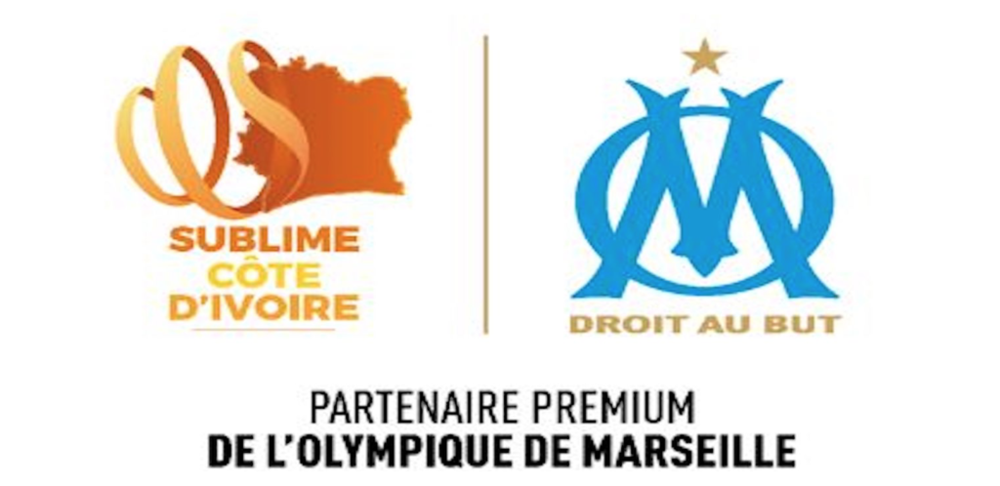 SUBLIME
CÔTE
D'IVOIRE
DROIT AU BUT
PARTENAIRE PREMIUM
DE L'OLYMPIQUE DE MARSEILLE